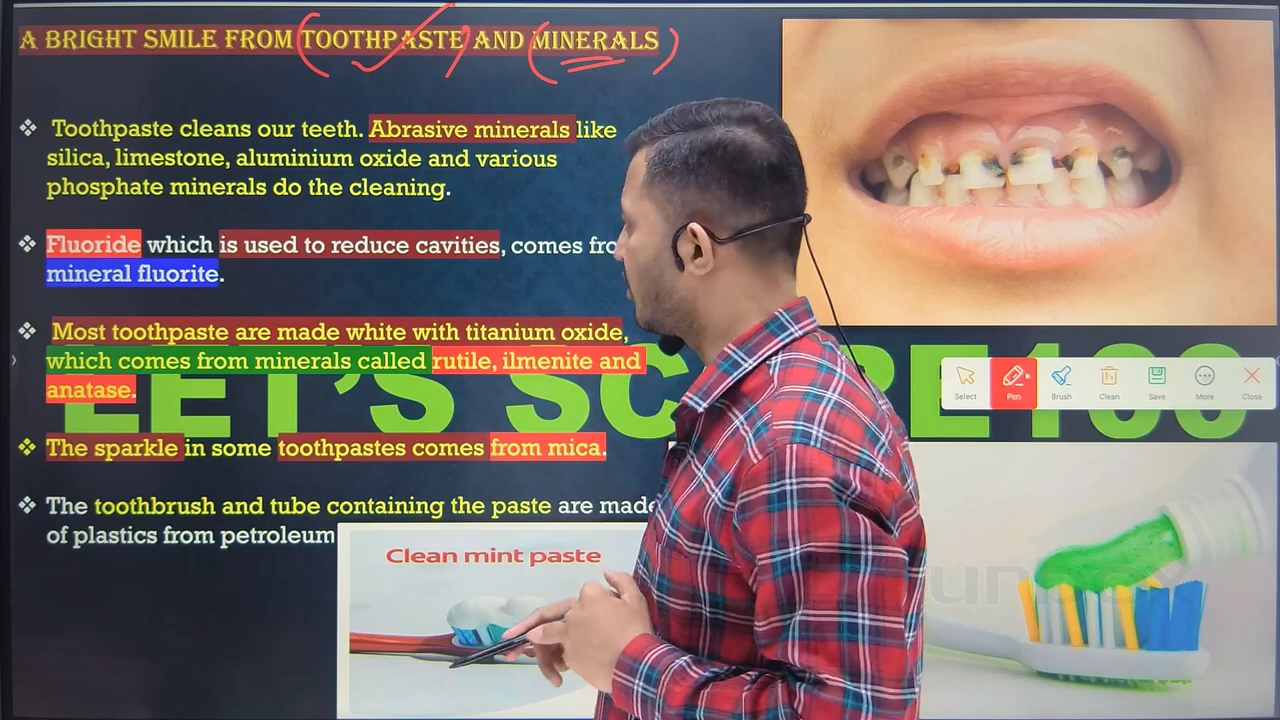 A BRIGHT SMILE FROM TOOTHPASTE AND MINERALS
Toothpaste cleans our teeth. Abrasive minerals like
silica, limestone, aluminium oxide and various
phosphate minerals do the cleaning.
Fluoride which is used to reduce cavities, comes
mineral fluorite.
Most toothpaste are made white with titanium oxide,
which comes from minerals called rutile, ilmenite and
anatase.
The sparkle in some toothpastes comes from mica.
The toothbrush and tube containing the paste are made
of plastics from petroleum
Clean mint paste
LET'S
100
Select
Pen
Brush
Clean
Save
More
Close